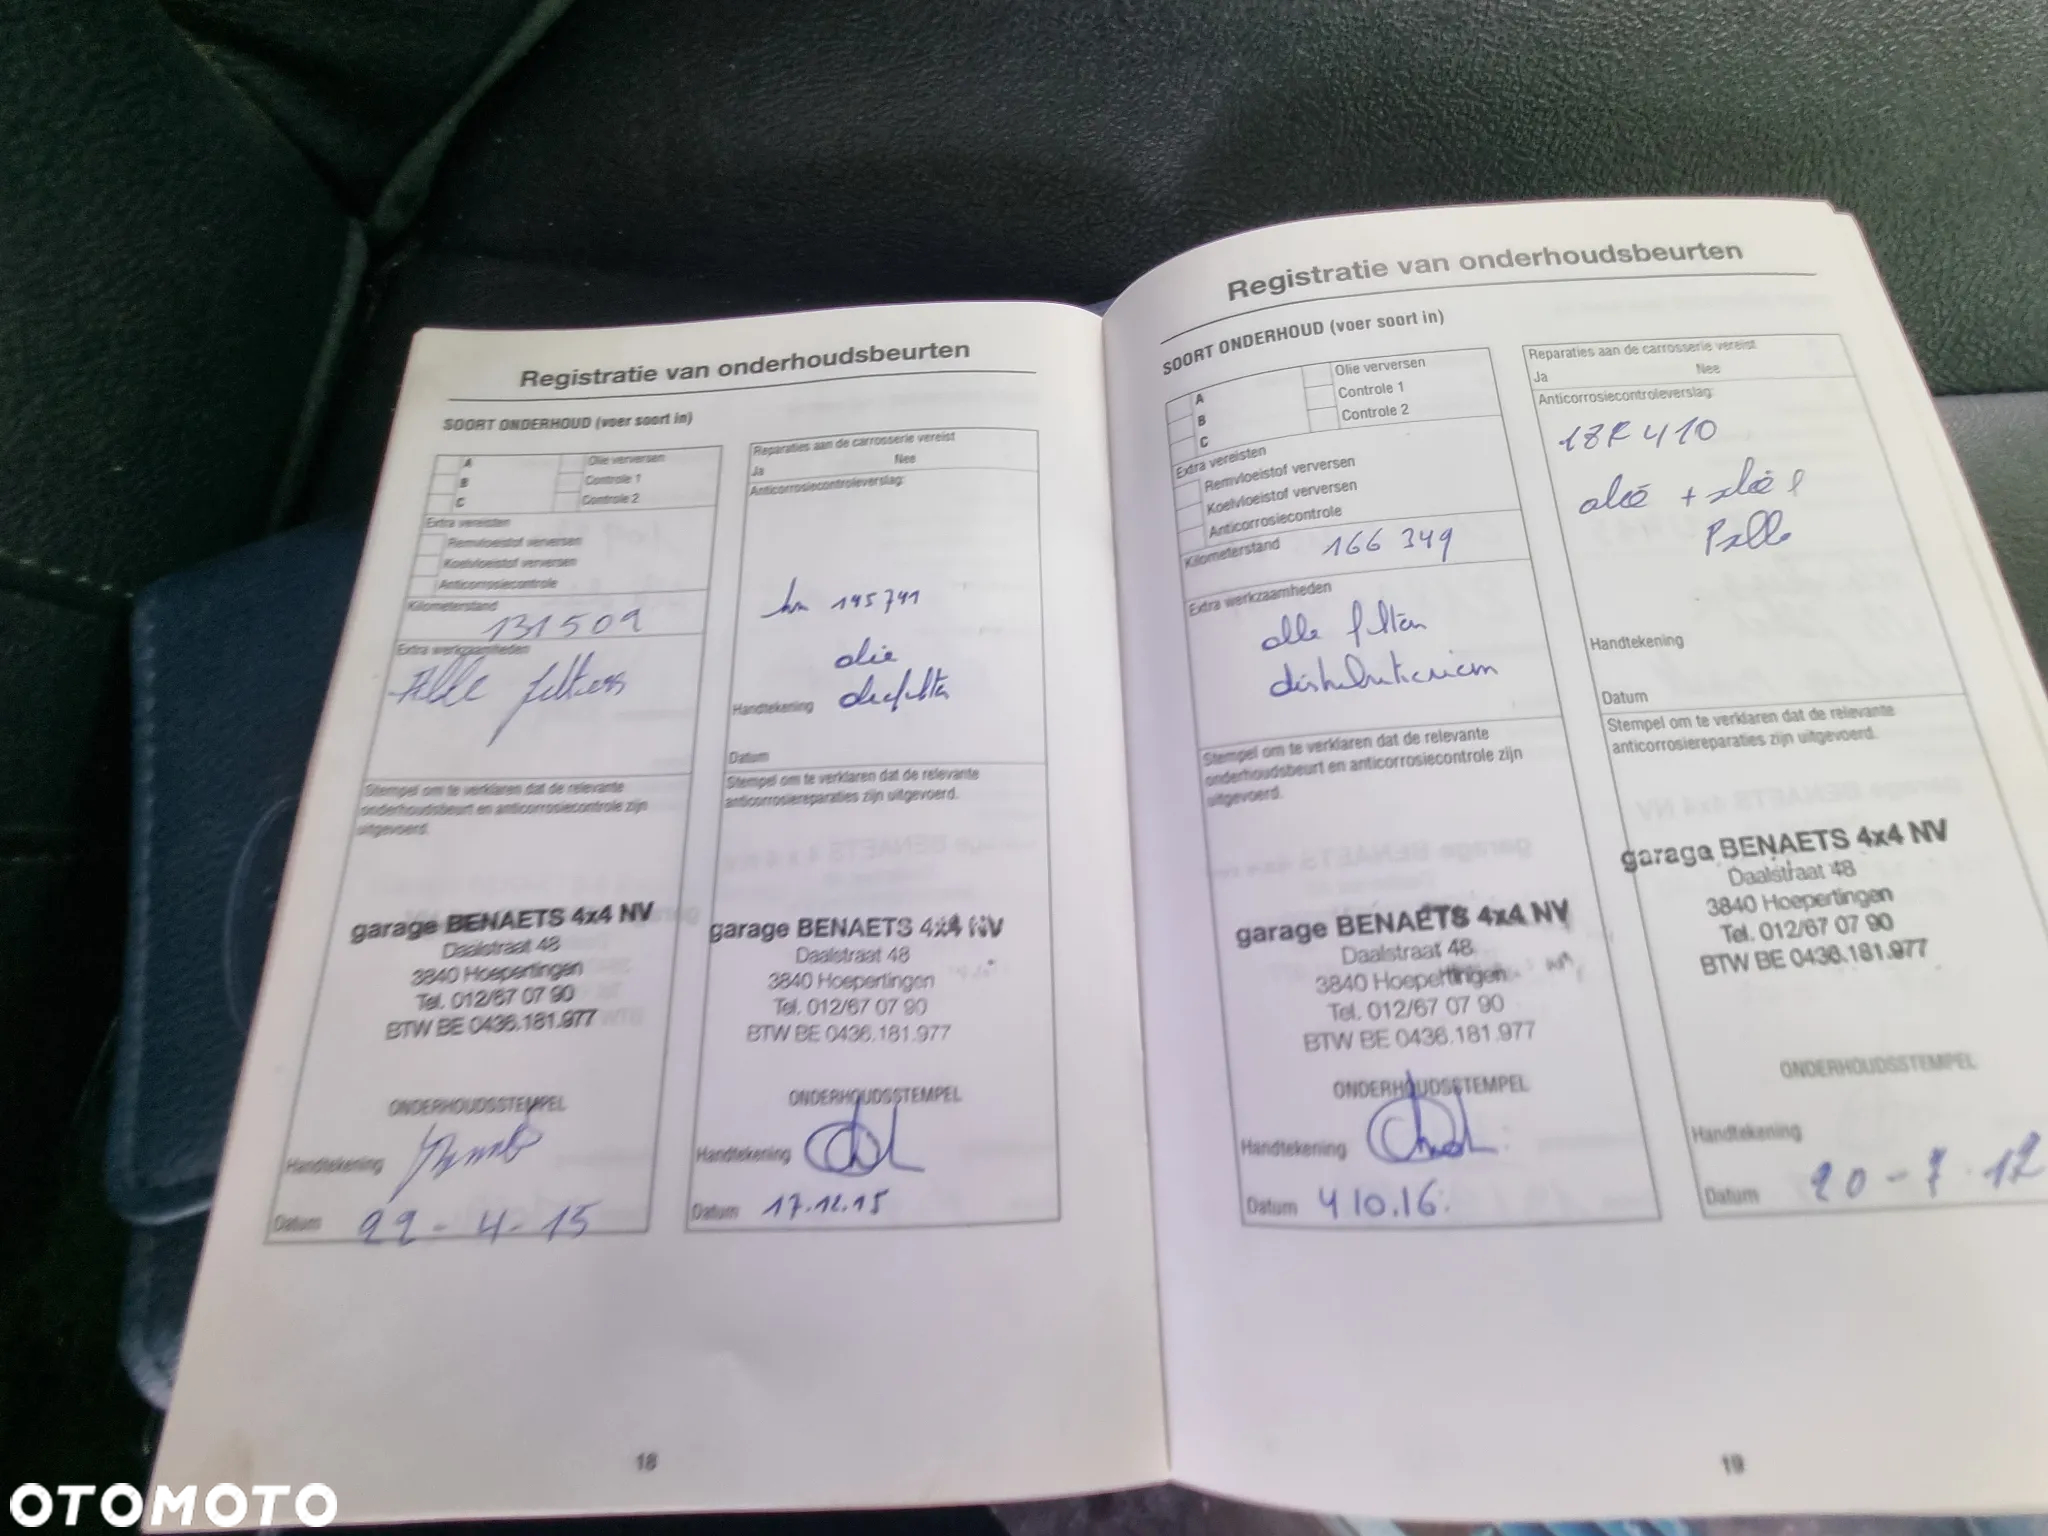 Registratie van onderhoudsbeurten
SOORT ONDERHOUD (voer soort in)
A
B
C
Olie verversen
Controle 1
Controle 2
Extra vereisten
Remvloeistof verversen
Koelvloeistof verversen
Anticorrosiecontrole
Kilometerstand
131509
Extra werkzaamheden
Alle filters
Stempel om te verklaren dat de relevante
onderhoudsbeurt en anticorrosiecontrole zijn
uitgevoerd.
garage BENAETS 4x4 NV
Daalstraat 48
3840 Hoepertingen
Tel. 012/67 07 90
BTW BE 0436.181.977
ONDERHOUDSSTEMPEL
Handtekening
Datum 22-4-15
Reparaties aan de carrosserie vereist
Ja Nee
Anticorrosiecontroleverslag:
km 145741
olie
oliefilter
Handtekening
Datum
Stempel om te verklaren dat de relevante
anticorrosiereparaties zijn uitgevoerd.
garage BENAETS 4x4 NV
Daalstraat 48
3840 Hoepertingen
Tel. 012/67 07 90
BTW BE 0436.181.977
ONDERHOUDSSTEMPEL
Handtekening
Datum 17.12.15
18
Registratie van onderhoudsbeurten
SOORT ONDERHOUD (voer soort in)
A
B
C
Olie verversen
Controle 1
Controle 2
Extra vereisten
Remvloeistof verversen
Koelvloeistof verversen
Anticorrosiecontrole
Kilometerstand 166 349
Extra werkzaamheden
alle filters
distributieriem
Stempel om te verklaren dat de relevante
onderhoudsbeurt en anticorrosiecontrole zijn
uitgevoerd.
garage BENAETS 4x4 NV
Daalstraat 48
3840 Hoepertingen
Tel. 012/67 07 90
BTW BE 0436.181.977
ONDERHOUDSSTEMPEL
Handtekening
Datum 4 10.16.
Reparaties aan de carrosserie vereist
Ja Nee
Anticorrosiecontroleverslag:
410
+
Handtekening
Datum
Stempel om te verklaren dat de relevante
anticorrosiereparaties zijn uitgevoerd.
garage BENAETS 4x4 NV
Daalstraat 48
3840 Hoepertingen
Tel. 012/67 07 90
BTW BE 0436.181.977
ONDERHOUDSSTEMPEL
Handtekening
Datum 20-7-17
19
OTOMOTO